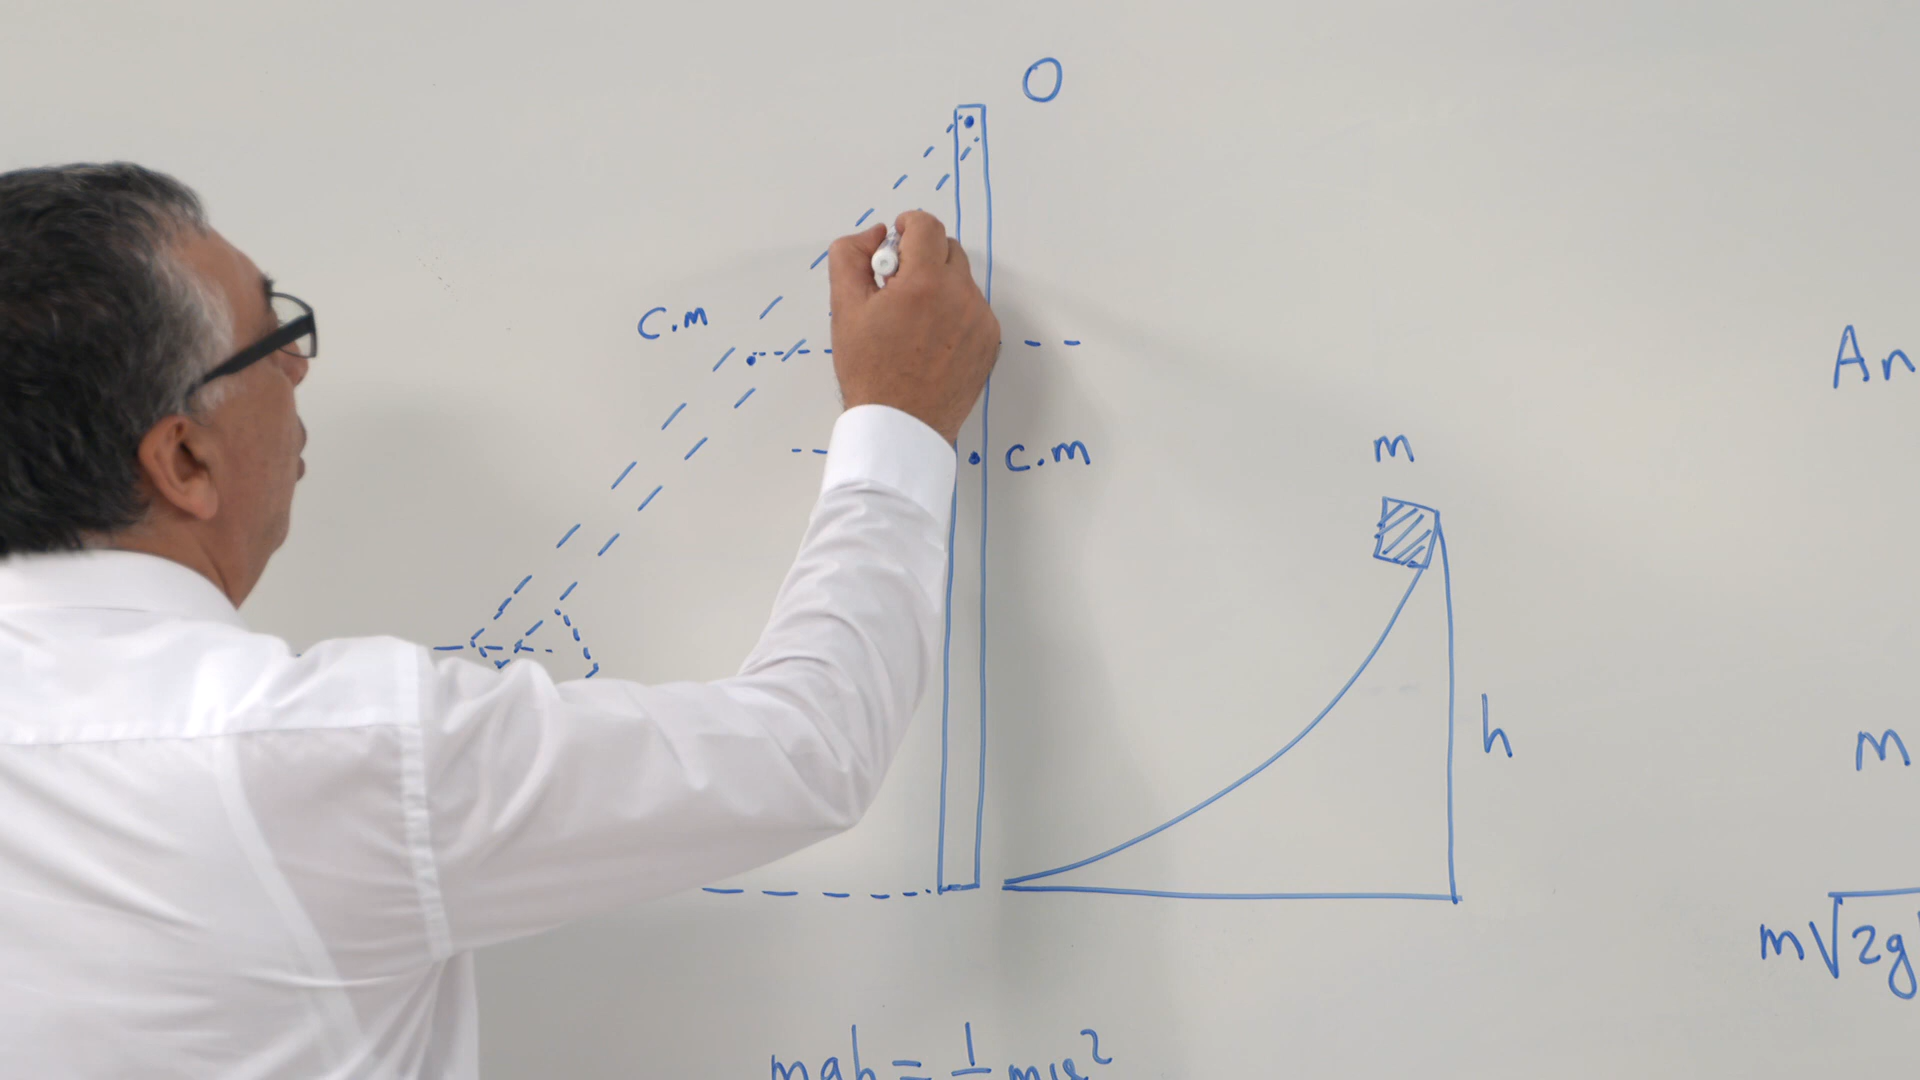 O
C.m
An
C.m
m
h
m
m√2g
mgh = 1/2 mv²